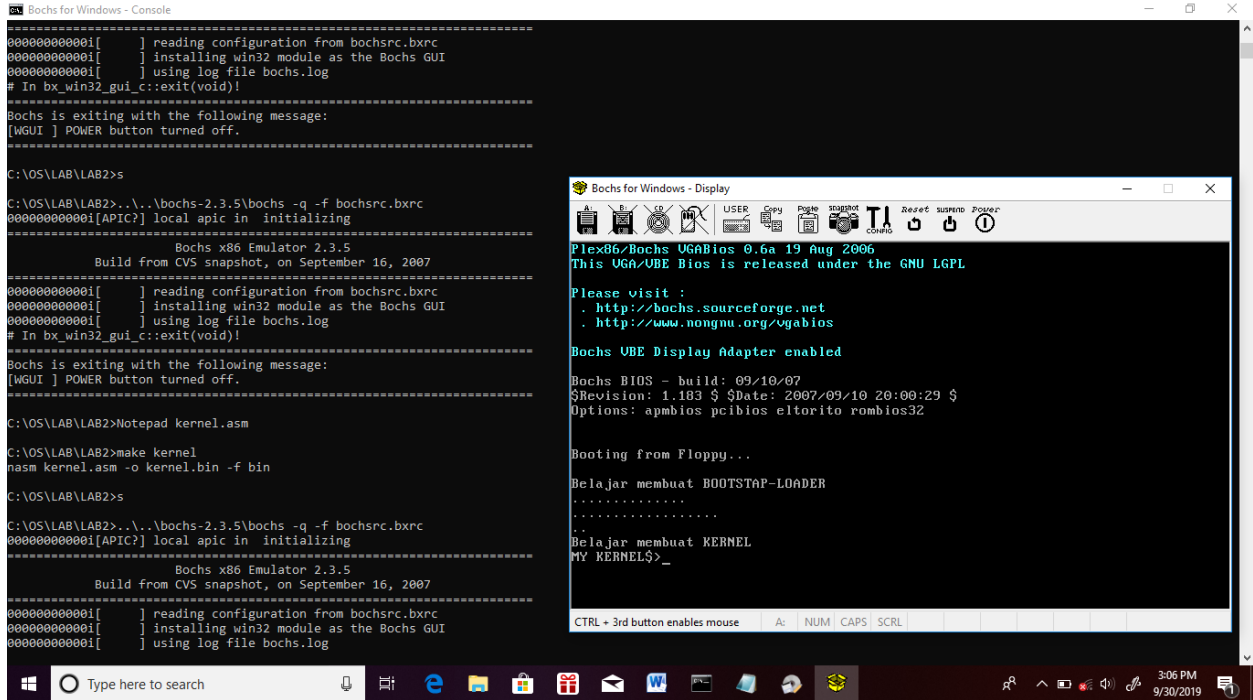 Bochs for Windows - Console
================================================================
00000000000i[     ] reading configuration from bochsrc.bxrc
00000000000i[     ] installing win32 module as the Bochs GUI
00000000000i[     ] using log file bochs.log
# In bx_win32_gui_c::exit(void)!
================================================================
Bochs is exiting with the following message:
[WGUI ] POWER button turned off.
================================================================
C:\OS\LAB\LAB2>s
C:\OS\LAB\LAB2>..\..\bochs-2.3.5\bochs -q -f bochsrc.bxrc
00000000000i[APIC?] local apic in  initializing
================================================================
Bochs x86 Emulator 2.3.5
Build from CVS snapshot, on September 16, 2007
================================================================
00000000000i[     ] reading configuration from bochsrc.bxrc
00000000000i[     ] installing win32 module as the Bochs GUI
00000000000i[     ] using log file bochs.log
# In bx_win32_gui_c::exit(void)!
================================================================
Bochs is exiting with the following message:
[WGUI ] POWER button turned off.
================================================================
C:\OS\LAB\LAB2>Notepad kernel.asm
C:\OS\LAB\LAB2>make kernel
nasm kernel.asm -o kernel.bin -f bin
C:\OS\LAB\LAB2>s
C:\OS\LAB\LAB2>..\..\bochs-2.3.5\bochs -q -f bochsrc.bxrc
00000000000i[APIC?] local apic in  initializing
================================================================
Bochs x86 Emulator 2.3.5
Build from CVS snapshot, on September 16, 2007
================================================================
00000000000i[     ] reading configuration from bochsrc.bxrc
00000000000i[     ] installing win32 module as the Bochs GUI
00000000000i[     ] using log file bochs.log
Bochs for Windows - Display
A: B: CD USER Copy Paste snapshot CONFIG Reset SUSPEND Power
Plex86/Bochs VGABios 0.6a 19 Aug 2006
This VGA/VBE Bios is released under the GNU LGPL
Please visit :
. http://bochs.sourceforge.net
. http://www.nongnu.org/vgabios
Bochs VBE Display Adapter enabled
Bochs BIOS - build: 09/10/07
$Revision: 1.183 $ $Date: 2007/09/10 20:00:29 $
Options: apmbios pcibios eltorito rombios32
Booting from Floppy...
Belajar membuat BOOTSTAP-LOADER
..............
..................
..
Belajar membuat KERNEL
MY KERNEL$>_
CTRL + 3rd button enables mouse A: NUM CAPS SCRL
Type here to search
3:06 PM
9/30/2019